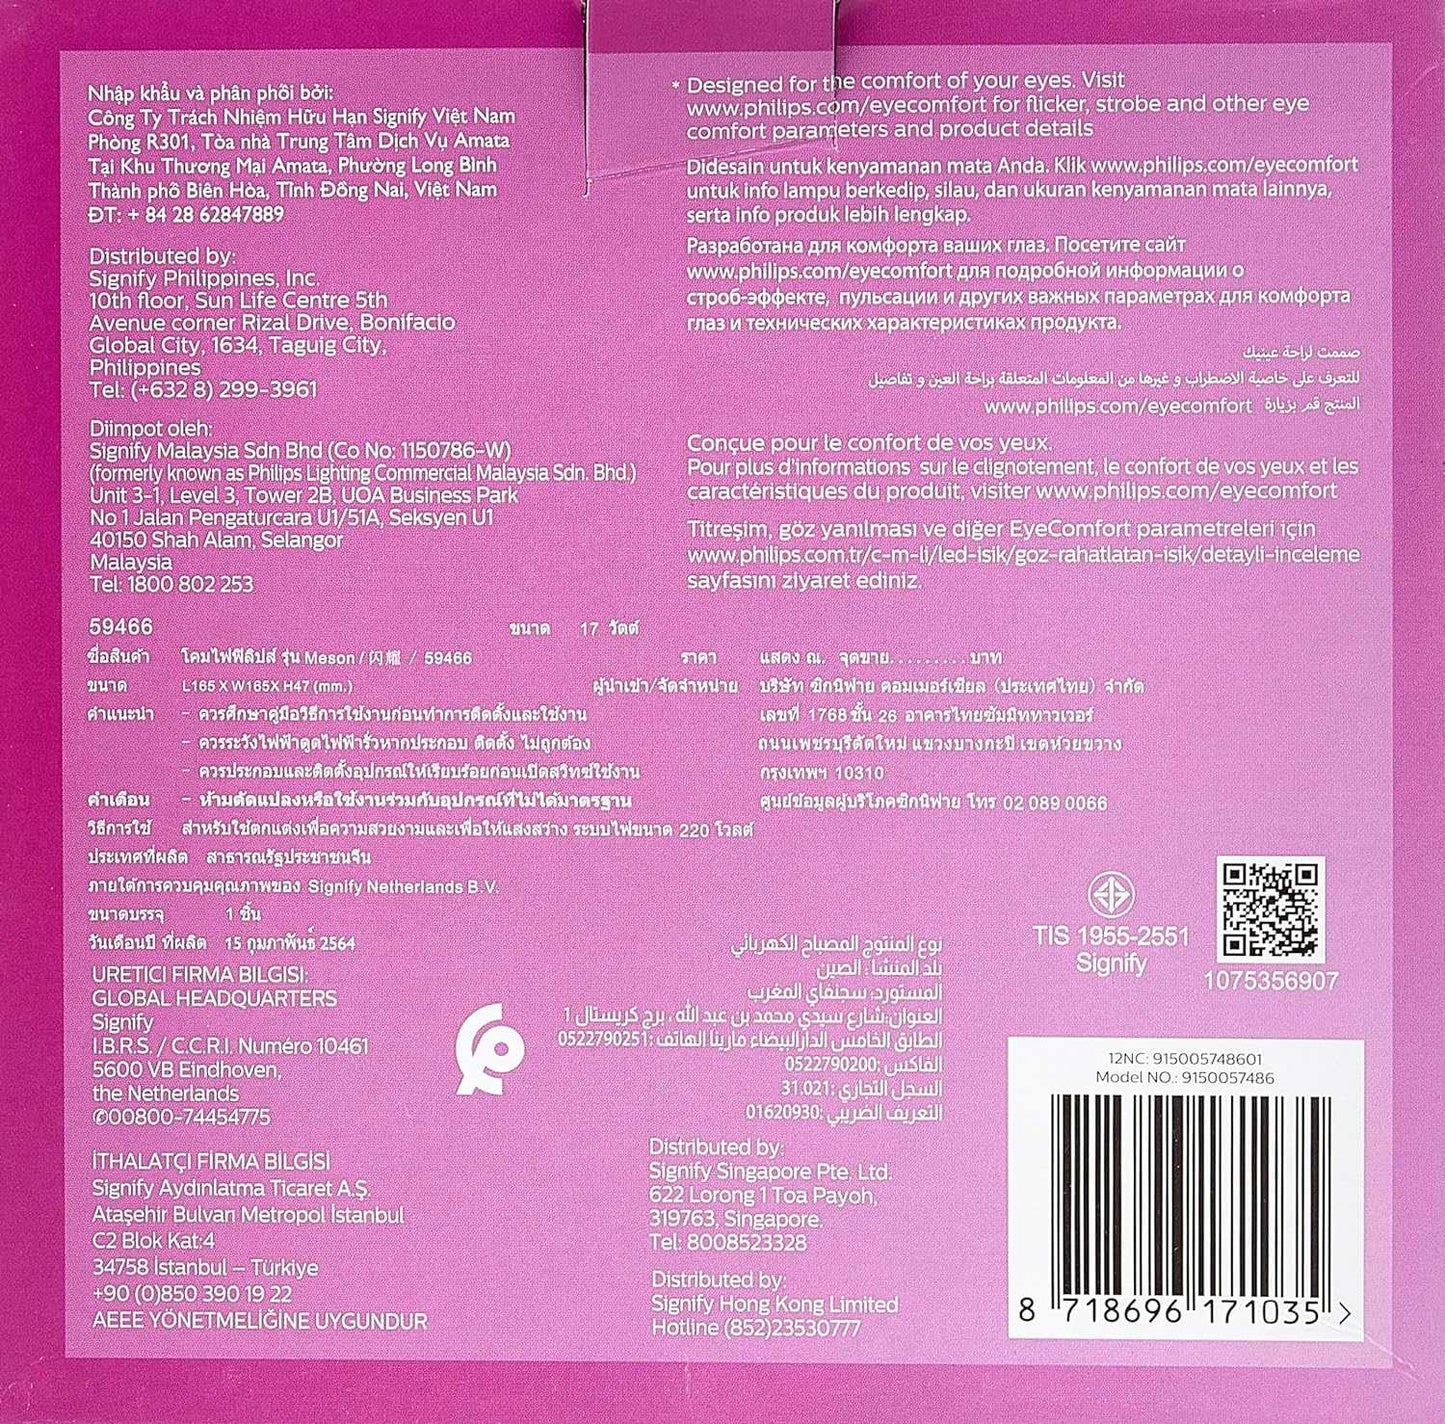 Nhập khẩu và phân phối bởi:
Công Ty Trách Nhiệm Hữu Hạn Signify Việt Nam
Phòng R301, Tòa nhà Trung Tâm Dịch Vụ Amata
Tại Khu Thương Mại Amata, Phường Long Bình
Thành phố Biên Hòa, Tỉnh Đồng Nai, Việt Nam
ĐT: + 84 28 62847889
Distributed by:
Signify Philippines, Inc.
10th floor, Sun Life Centre 5th
Avenue corner Rizal Drive, Bonifacio
Global City, 1634, Taguig City,
Philippines
Tel: (+632 8) 299-3961
Diimpot oleh:
Signify Malaysia Sdn Bhd (Co No: 1150786-W)
(formerly known as Philips Lighting Commercial Malaysia Sdn. Bhd.)
Unit 3-1, Level 3, Tower 2B, UOA Business Park
No 1 Jalan Pengaturcara U1/51A, Seksyen U1
40150 Shah Alam, Selangor
Malaysia
Tel: 1800 802 253
* Designed for the comfort of your eyes. Visit
www.philips.com/eyecomfort for flicker, strobe and other eye
comfort parameters and product details
Didesain untuk kenyamanan mata Anda. Klik www.philips.com/eyecomfort
untuk info lampu berkedip, silau, dan ukuran kenyamanan mata lainnya,
serta info produk lebih lengkap.
Разработана для комфорта ваших глаз. Посетите сайт
www.philips.com/eyecomfort для подробной информации о
строб-эффекте, пульсации и других важных параметрах для комфорта
глаз и технических характеристиках продукта.
صممت لراحة عينيك
للتعرف على خاصية الاضطراب و غيرها من المعلومات المتعلقة براحة العين و تفاصيل
المنتج قم بزيارة www.philips.com/eyecomfort
Conçue pour le confort de vos yeux.
Pour plus d'informations sur le clignotement, le confort de vos yeux et les
caractéristiques du produit, visiter www.philips.com/eyecomfort
Titreşim, göz yanılması ve diğer EyeComfort parametreleri için
www.philips.com.tr/c-m-li/led-isik/goz-rahatlatan-isik/detayli-inceleme
sayfasını ziyaret ediniz.
59466 ขนาด 17 วัตต์
ชื่อสินค้า โคมไฟฟิลิปส์ รุ่น Meson / 闪耀 / 59466
ขนาด L165 X W165X H47 (mm.)
คำแนะนำ - ควรศึกษาคู่มือวิธีการใช้งานก่อนทำการติดตั้งและใช้งาน
- ควรระวังไฟฟ้าดูดไฟฟ้ารั่วหากประกอบ ติดตั้ง ไม่ถูกต้อง
- ควรประกอบและติดตั้งอุปกรณ์ให้เรียบร้อยก่อนเปิดสวิทช์ใช้งาน
คำเตือน - ห้ามดัดแปลงหรือใช้งานร่วมกับอุปกรณ์ที่ไม่ได้มาตรฐาน
วิธีการใช้ สำหรับใช้ตกแต่งเพื่อความสวยงามและเพื่อให้แสงสว่าง ระบบไฟขนาด 220 โวลต์
ประเทศที่ผลิต สาธารณรัฐประชาชนจีน
ภายใต้การควบคุมคุณภาพของ Signify Netherlands B.V.
ขนาดบรรจุ 1 ชิ้น
วันเดือนปี ที่ผลิต 15 กุมภาพันธ์ 2564
ราคา แสดง ณ. จุดขาย.........บาท
ผู้นำเข้า/จัดจำหน่าย บริษัท ซิกนิฟาย คอมเมอร์เชียล (ประเทศไทย) จำกัด
เลขที่ 1768 ชั้น 26 อาคารไทยซัมมิททาวเวอร์
ถนนเพชรบุรีตัดใหม่ แขวงบางกะปิ เขตห้วยขวาง
กรุงเทพฯ 10310
ศูนย์ข้อมูลผู้บริโภคซิกนิฟาย โทร 02 089 0066
URETICI FIRMA BILGISI:
GLOBAL HEADQUARTERS
Signify
I.B.R.S. / C.C.R.I. Numéro 10461
5600 VB Eindhoven,
the Netherlands
✆00800-74454775
İTHALATÇI FİRMA BİLGİSİ
Signify Aydınlatma Ticaret A.Ş.
Ataşehir Bulvarı Metropol İstanbul
C2 Blok Kat:4
34758 İstanbul – Türkiye
+90 (0)850 390 19 22
AEEE YÖNETMELİĞİNE UYGUNDUR
نوع المنتوج المصباح الكهربائي
بلد المنشأ: الصين
المستورد: سجنفاي المغرب
العنوان:شارع سيدي محمد بن عبد الله ، برج كريستال 1
الطابق الخامس الدارالبيضاء مارينا الهاتف: 0522790251
الفاكس: 0522790200
السجل التجاري: 31.021
التعريف الضريبي: 01620930
Distributed by:
Signify Singapore Pte. Ltd.
622 Lorong 1 Toa Payoh,
319763, Singapore.
Tel: 8008523328
Distributed by:
Signify Hong Kong Limited
Hotline (852)23530777
TIS 1955-2551
Signify
1075356907
12NC: 915005748601
Model NO.: 9150057486
8 718696 171035 >